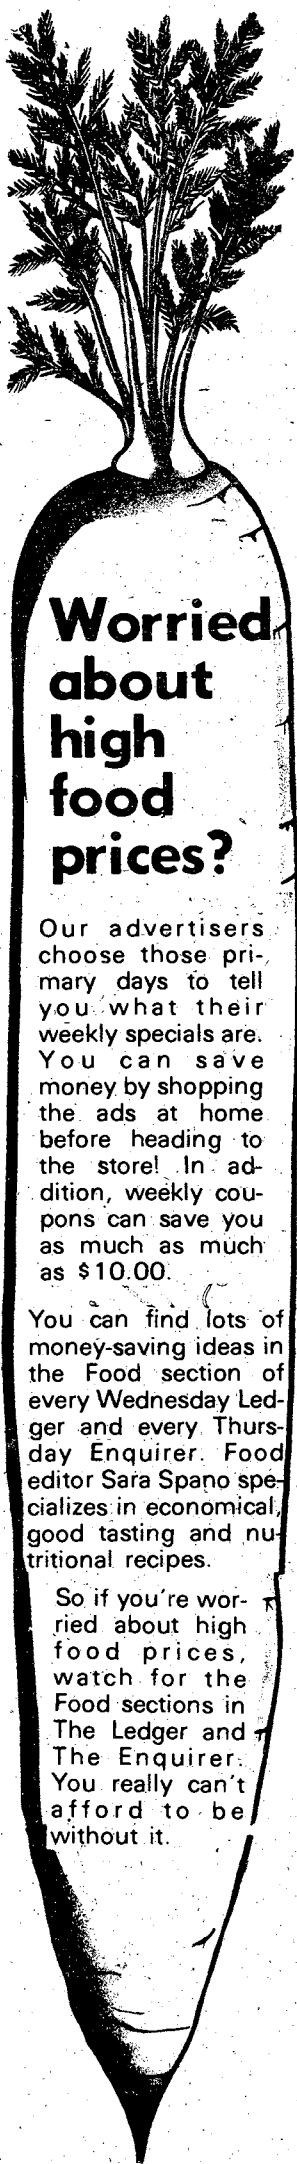 Worried
about
high
food
prices?
Our advertisers
choose those pri-
mary days to tell
you what their
weekly specials are.
You can save
money by shopping
the ads at home
before heading to
the store! In ad-
dition, weekly cou-
pons can save you
as much as much
as $10.00.
You can find lots of
money-saving ideas in
the Food section of
every Wednesday Led-
ger and every Thurs-
day Enquirer. Food
editor Sara Spano spe-
cializes in economical,
good tasting and nu-
tritional recipes.
So if you're wor-
ried about high
food prices,
watch for the
Food sections in
The Ledger and
The Enquirer.
You really can't
afford to be
without it.